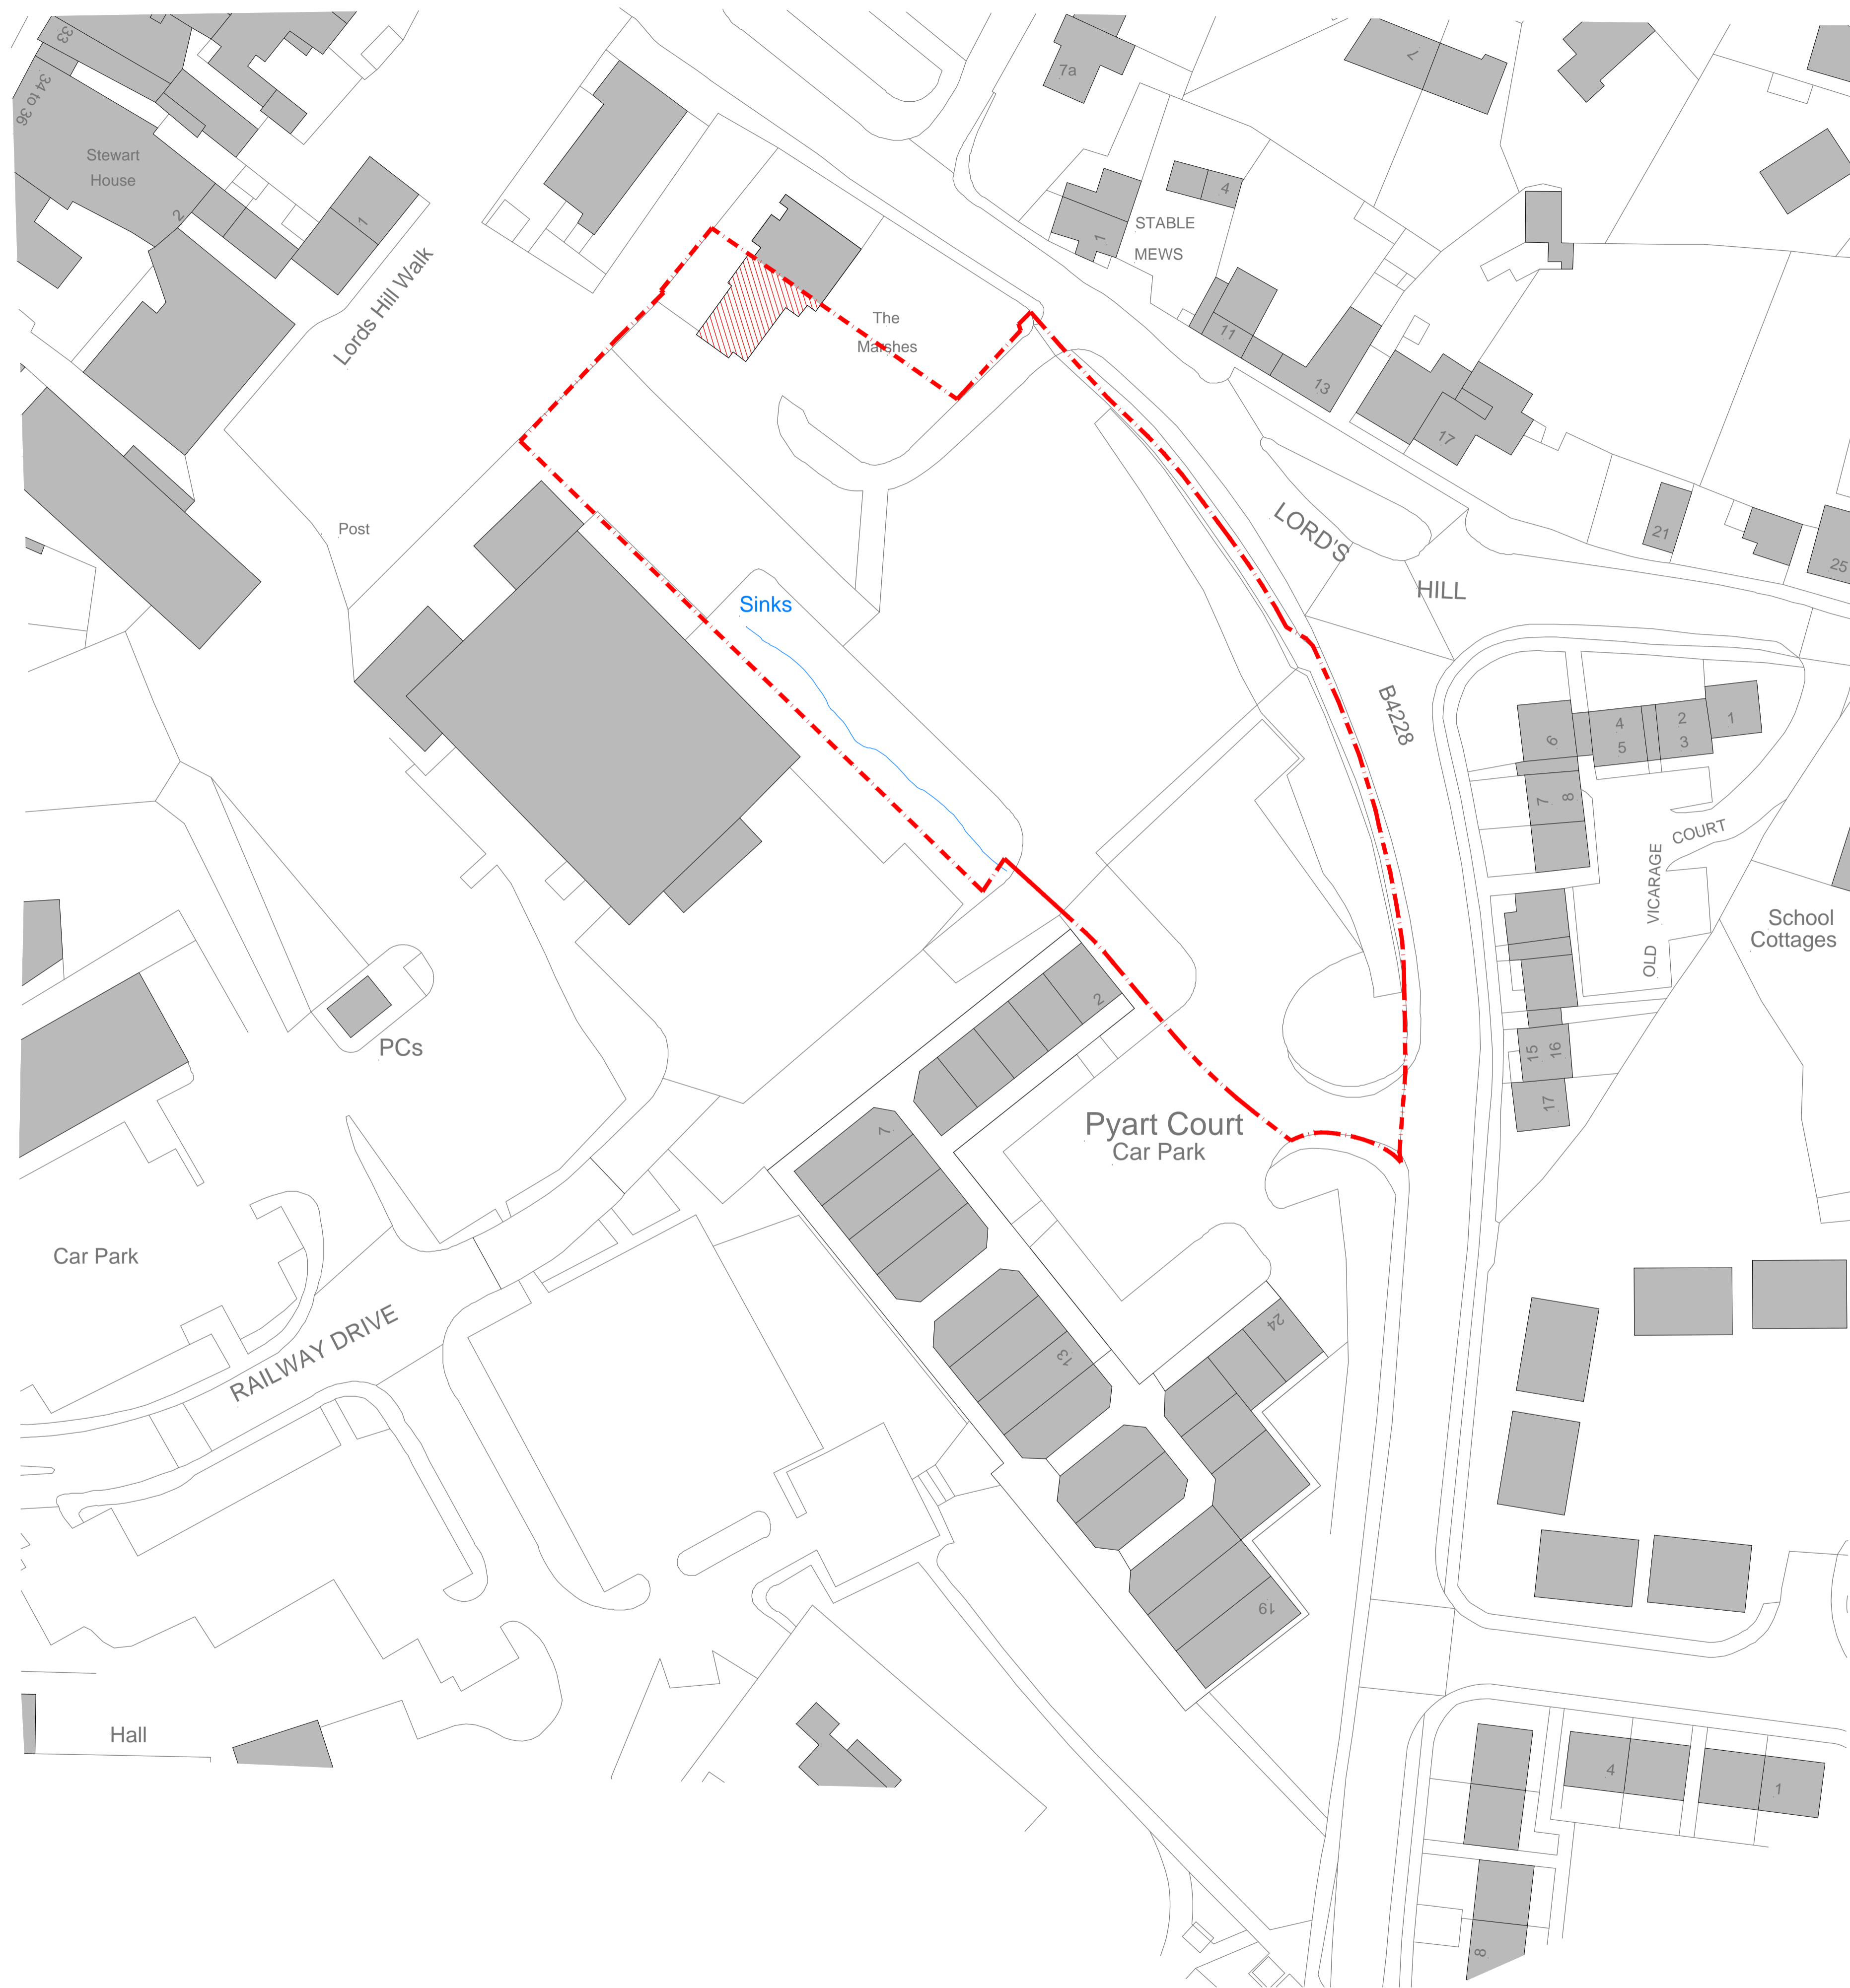 33
34 to 36
Stewart
House
2
1
Lords Hill Walk
7a
7
4
STABLE
MEWS
1
The
Marshes
11
13
17
21
25
LORD'S
HILL
Post
Sinks
B4228
6
4
5
2
3
1
7
8
COURT
VICARAGE
OLD
School
Cottages
15
16
17
PCs
2
7
Pyart Court
Car Park
Car Park
RAILWAY DRIVE
13
24
19
Hall
4
1
8